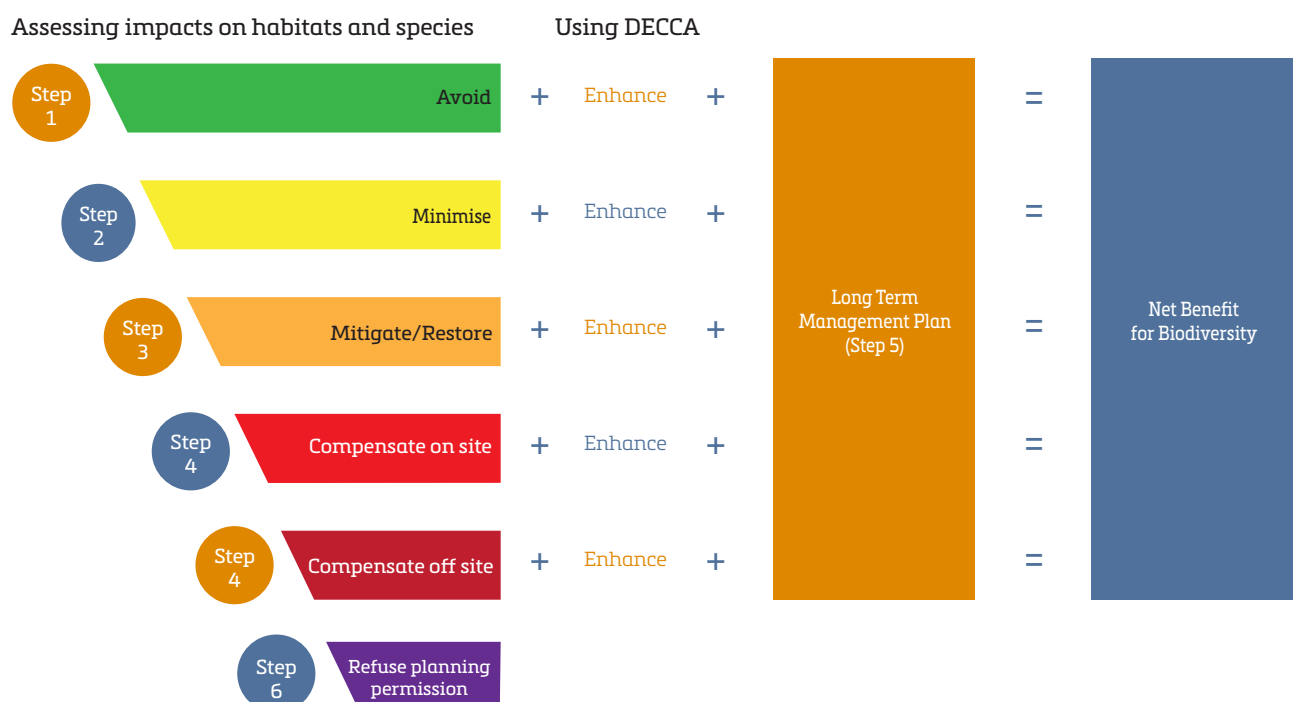 Assessing impacts on habitats and species
Using DECCA
Step
1
Avoid
+ Enhance + =
Step
2
Minimise
+ Enhance + =
Step
3
Mitigate/Restore
+ Enhance + =
Long Term
Management Plan
(Step 5)
Net Benefit
for Biodiversity
Step
4
Compensate on site
+ Enhance + =
Step
4
Compensate off site
+ Enhance + =
Step
6
Refuse planning
permission